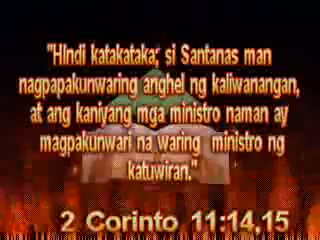 "Hindi katakataka; si Santanas man
nagpapakunwaring anghel ng kaliwanangan,
at ang kaniyang mga ministro naman ay
magpakunwari na waring ministro ng
katuwiran."
2 Corinto 11:14,15